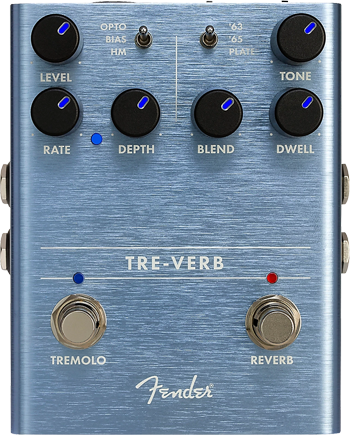 OPTO
BIAS
HM
'63
'65
PLATE
LEVEL
TONE
RATE
DEPTH
BLEND
DWELL
TRE-VERB
TREMOLO
REVERB
Fender